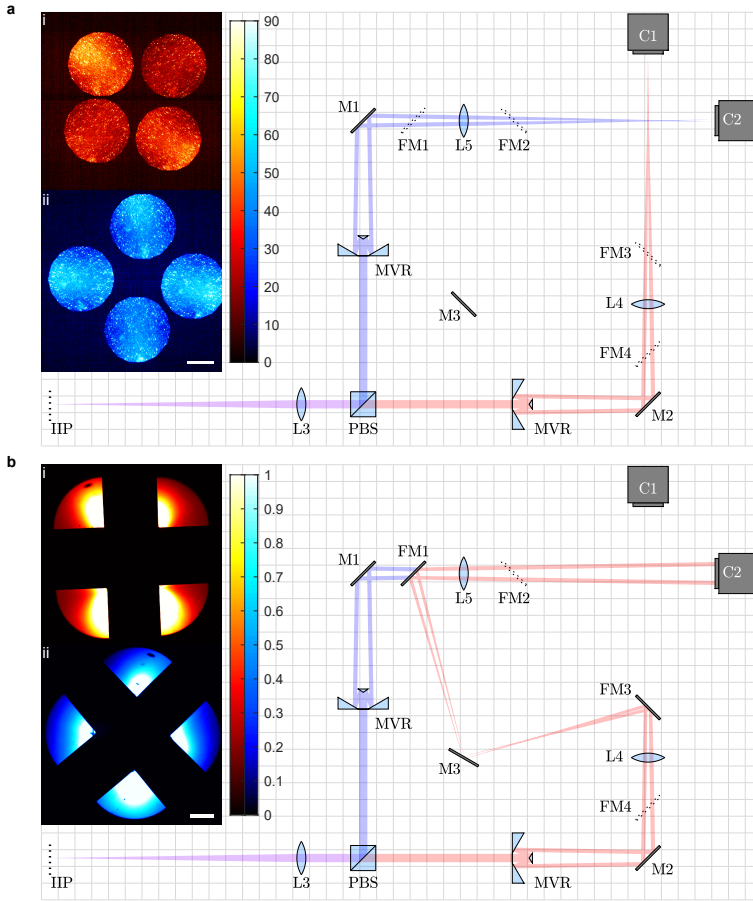 a
i
ii
90
80
70
60
50
40
30
20
10
0
C1
C2
M1
FM1
L5
FM2
MVR
FM3
L4
M3
FM4
M2
IIP
L3
PBS
MVR
b
i
ii
1
0.9
0.8
0.7
0.6
0.5
0.4
0.3
0.2
0.1
0
C1
C2
M1
FM1
L5
FM2
MVR
FM3
L4
M3
FM4
M2
IIP
L3
PBS
MVR